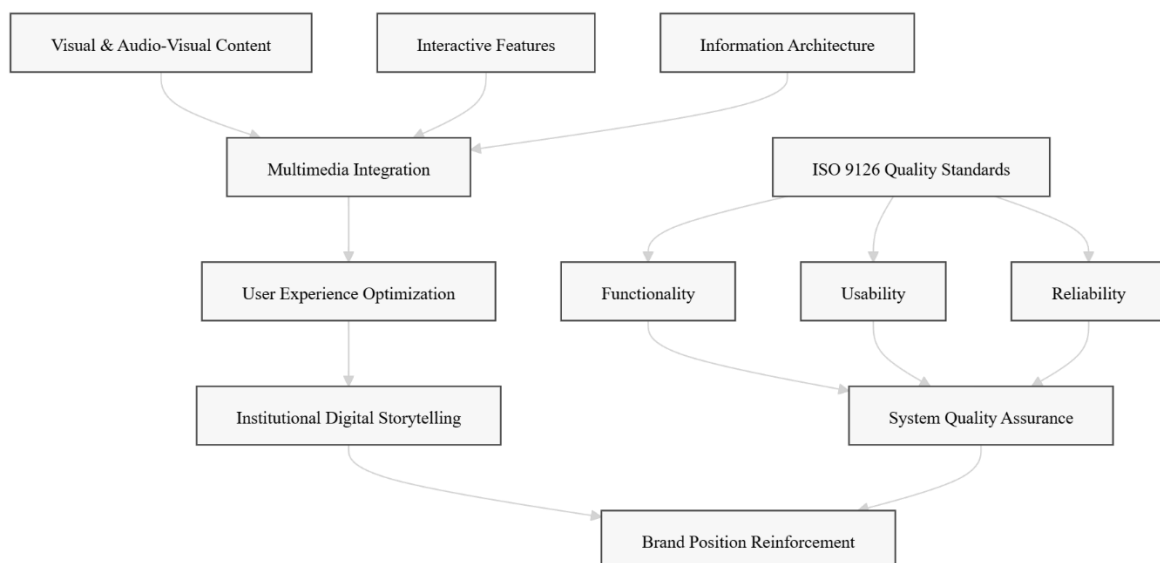 Visual & Audio-Visual Content
Interactive Features
Information Architecture
Multimedia Integration
ISO 9126 Quality Standards
User Experience Optimization
Functionality
Usability
Reliability
Institutional Digital Storytelling
System Quality Assurance
Brand Position Reinforcement